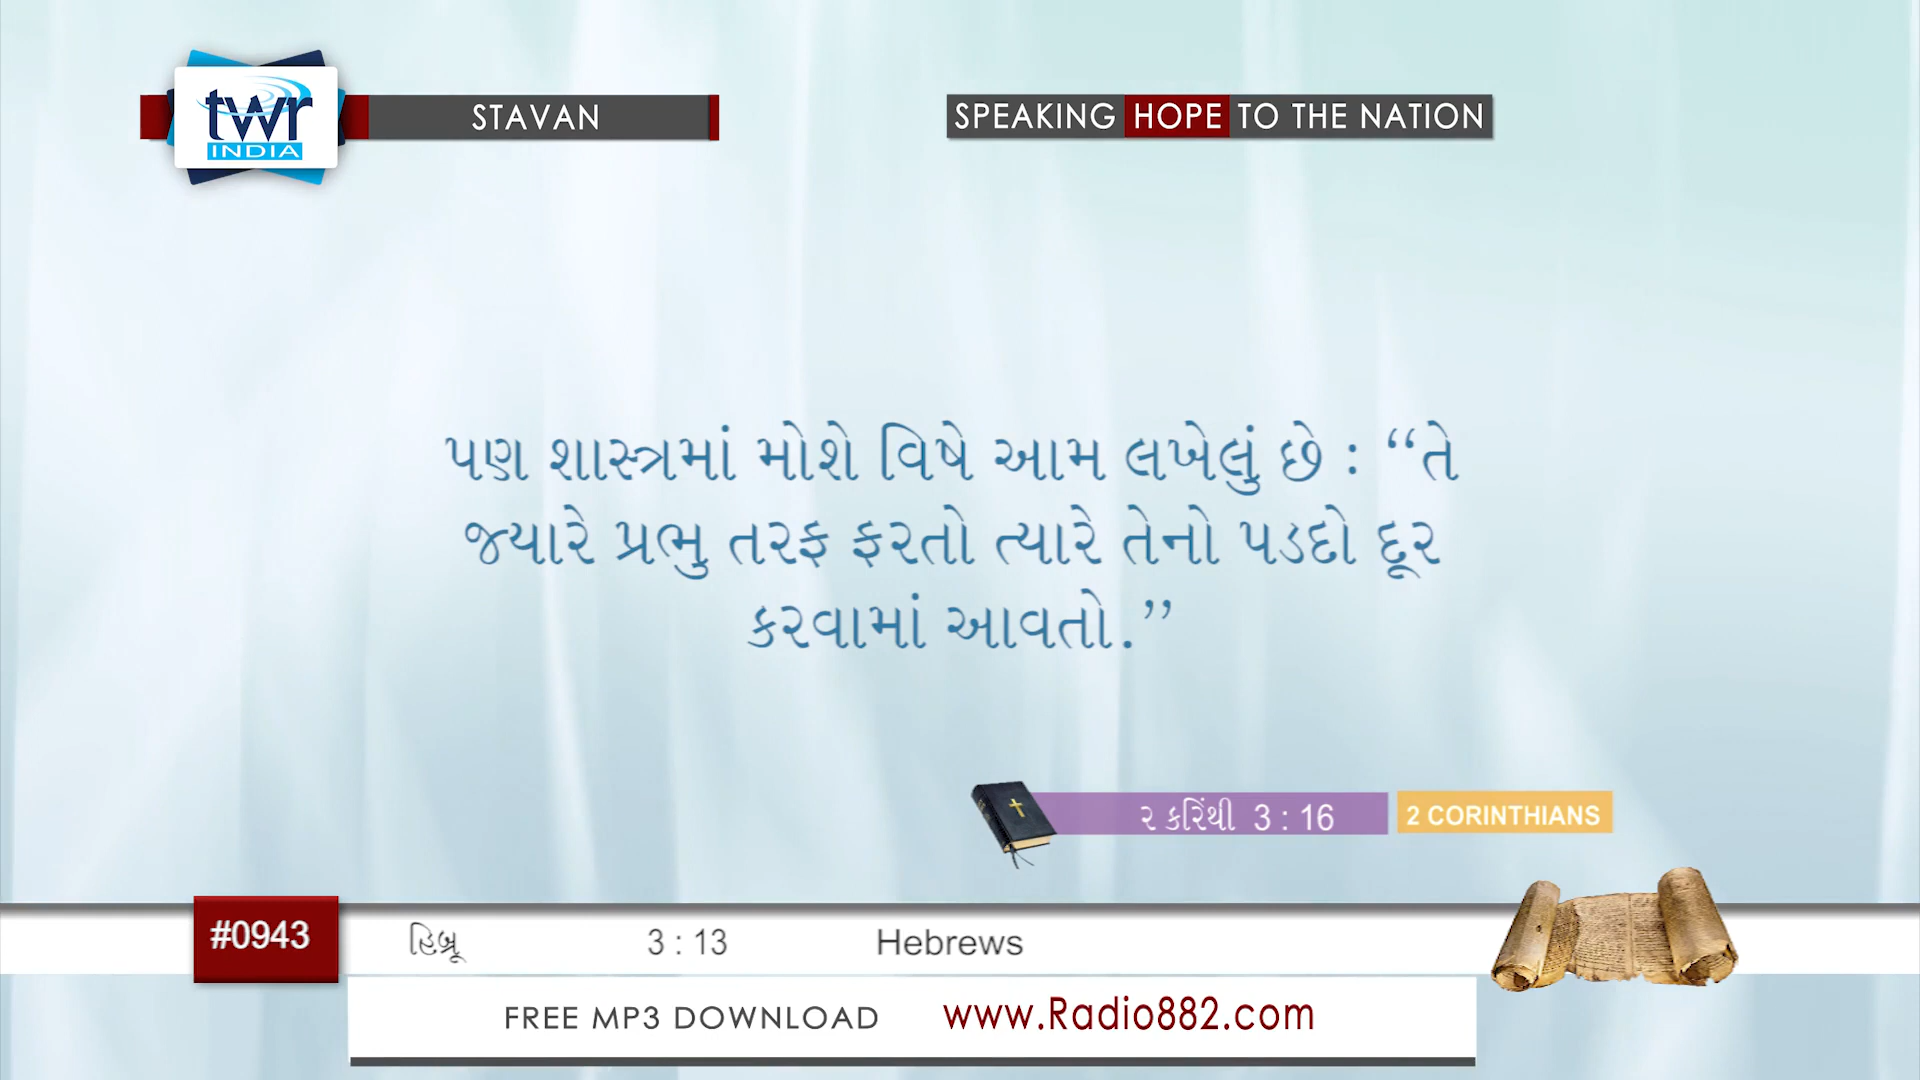 twr
INDIA
STAVAN
SPEAKING HOPE TO THE NATION
પણ શાસ્ત્રમાં મોશે વિષે આમ લખેલું છે : “તે
જ્યારે પ્રભુ તરફ ફરતો ત્યારે તેનો પડદો દૂર
કરવામાં આવતો.”
૨ કરિંથી 3 : 16
2 CORINTHIANS
#0943
હિબ્રૂ 3 : 13 Hebrews
FREE MP3 DOWNLOAD www.Radio882.com